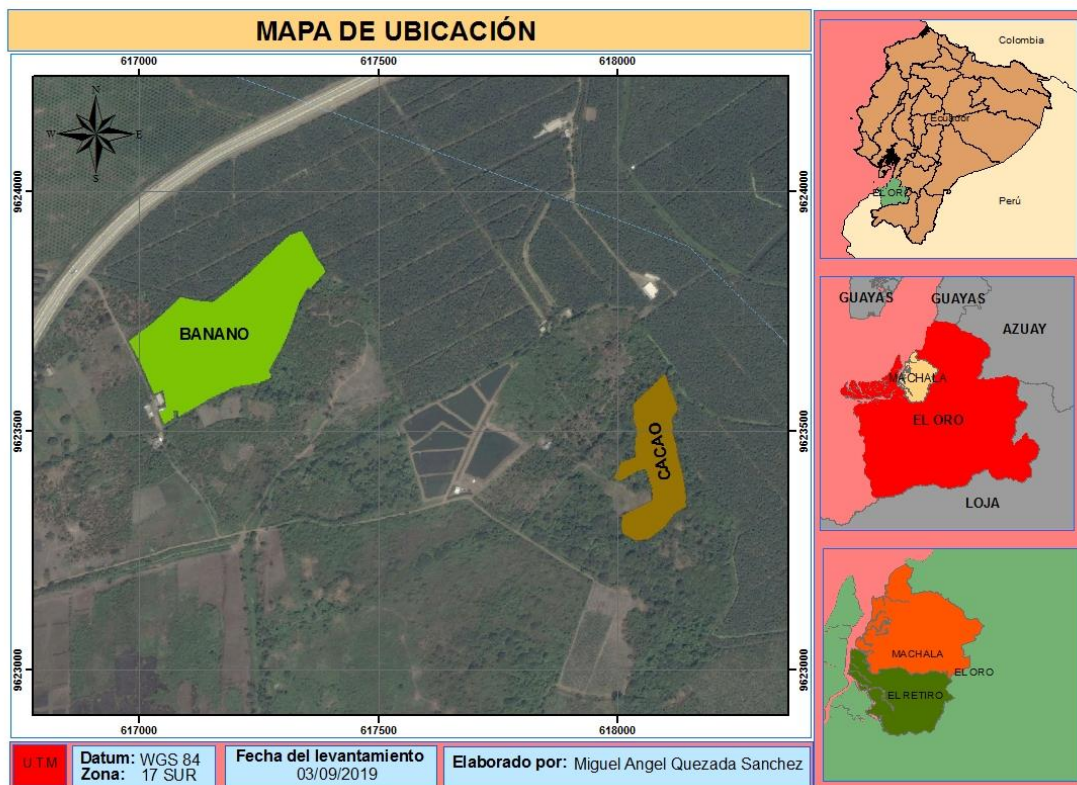 MAPA DE UBICACIÓN
617000 617500 618000
N
W E
S
9624000 9624000
BANANO
9623500 9623500
CACAO
9623000 9623000
617000 617500 618000
Colombia
Ecuador
EL ORO
Perú
GUAYAS GUAYAS
AZUAY
MACHALA
EL ORO
LOJA
MACHALA
EL ORO
EL RETIRO
U.T.M
Datum: WGS 84
Zona: 17 SUR
Fecha del levantamiento
03/09/2019
Elaborado por: Miguel Angel Quezada Sanchez